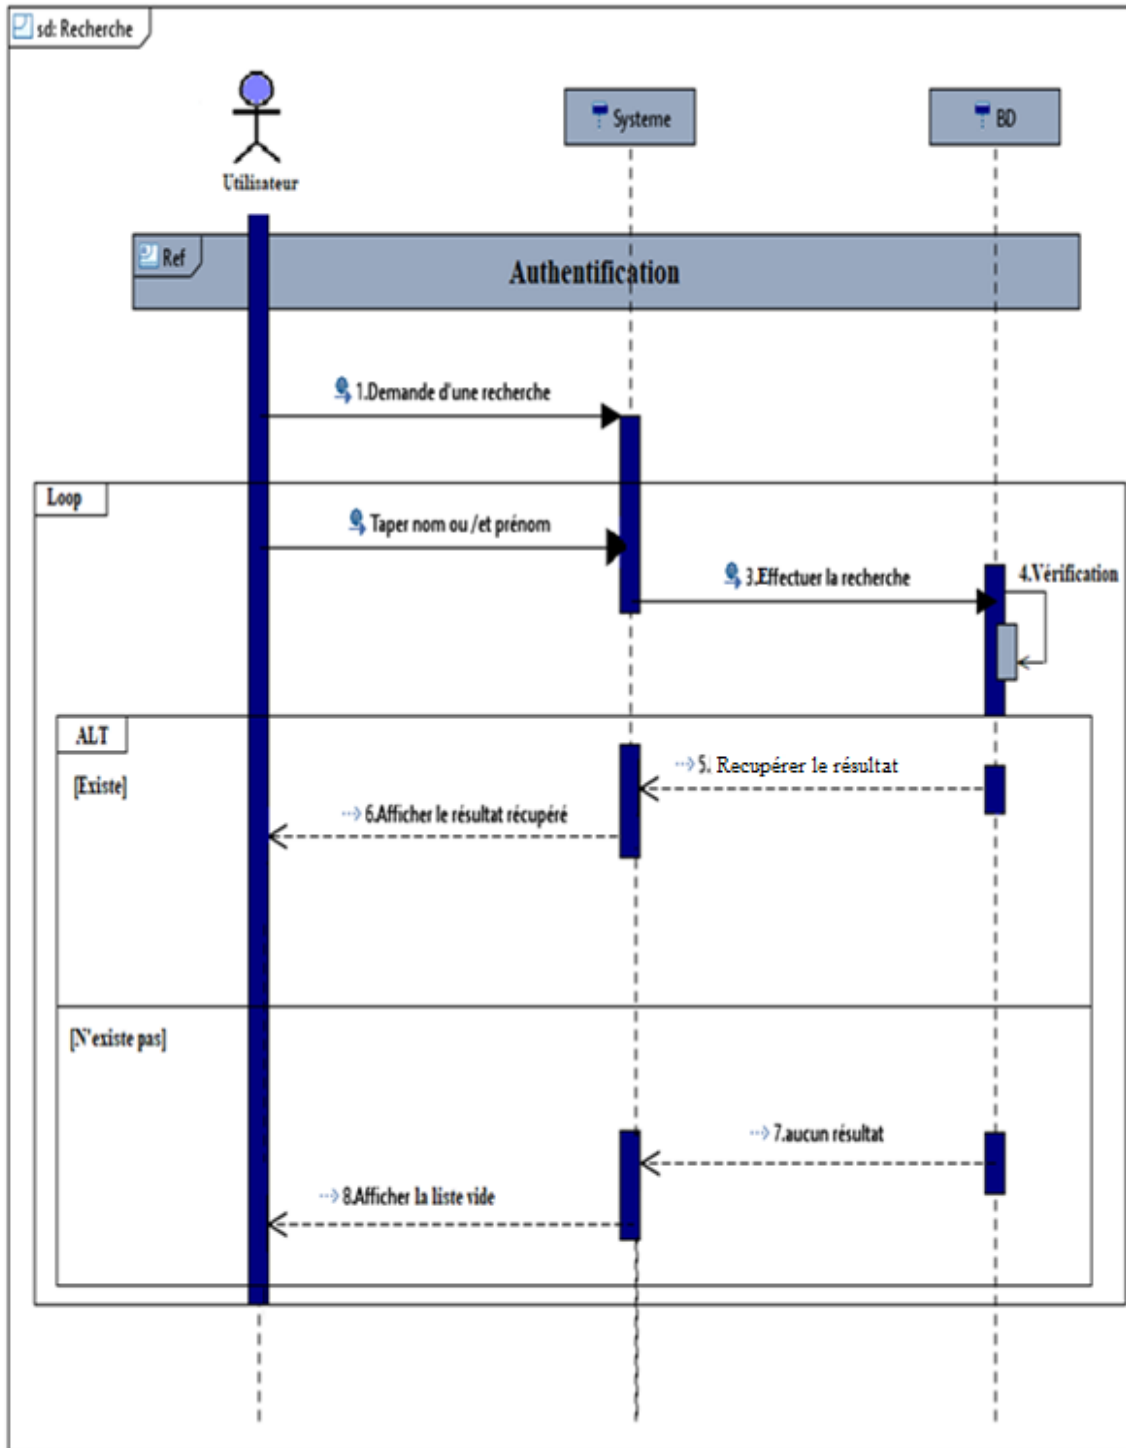 sd: Recherche
Utilisateur
Systeme
BD
Ref
Authentification
1.Demande d'une recherche
Loop
Taper nom ou /et prénom
3.Effectuer la recherche
4.Vérification
ALT
[Existe]
5. Recupérer le résultat
6.Afficher le résultat récupéré
[N'existe pas]
7.aucun résultat
8.Afficher la liste vide